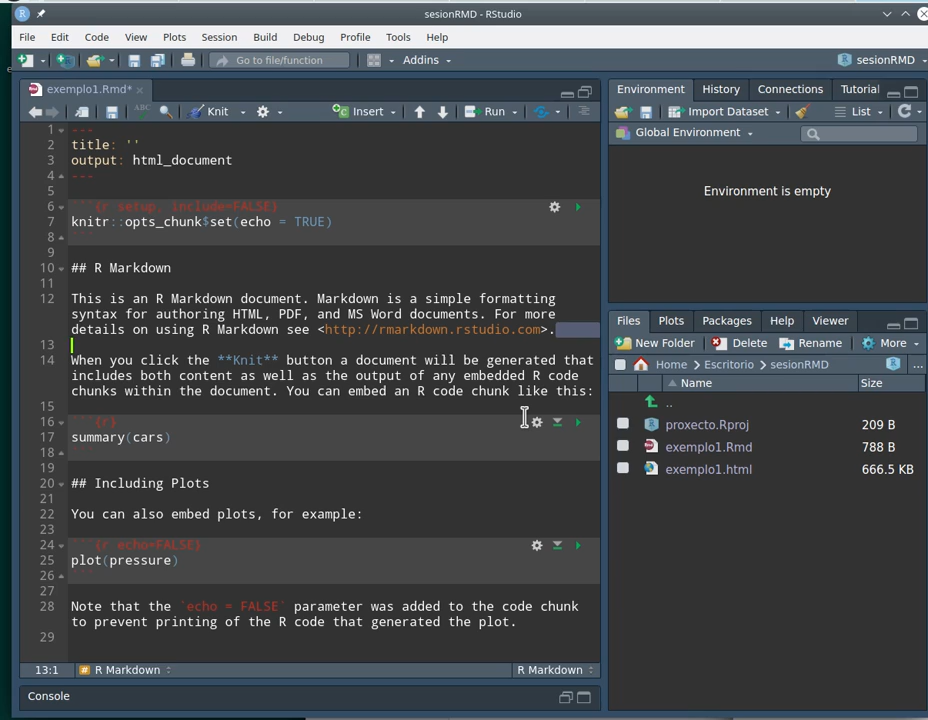 sesionRMD - RStudio
File Edit Code View Plots Session Build Debug Profile Tools Help
Go to file/function Addins sesionRMD
exemplo1.Rmd*
ABC Knit Insert Run
1 ---
2 title: ''
3 output: html_document
4 ---
5
6 ```{r setup, include=FALSE}
7 knitr::opts_chunk$set(echo = TRUE)
8 ```
9
10 ## R Markdown
11
12 This is an R Markdown document. Markdown is a simple formatting
syntax for authoring HTML, PDF, and MS Word documents. For more
details on using R Markdown see <http://rmarkdown.rstudio.com>.
13
14 When you click the **Knit** button a document will be generated that
includes both content as well as the output of any embedded R code
chunks within the document. You can embed an R code chunk like this:
15
16 ```{r}
17 summary(cars)
18 ```
19
20 ## Including Plots
21
22 You can also embed plots, for example:
23
24 ```{r echo=FALSE}
25 plot(pressure)
26 ```
27
28 Note that the `echo = FALSE` parameter was added to the code chunk
to prevent printing of the R code that generated the plot.
29
13:1 # R Markdown R Markdown
Console
Environment History Connections Tutorial
Import Dataset List
Global Environment
Environment is empty
Files Plots Packages Help Viewer
New Folder Delete Rename More
Home Escritorio sesionRMD ...
Name Size
..
proxecto.Rproj 209 B
exemplo1.Rmd 788 B
exemplo1.html 666.5 KB